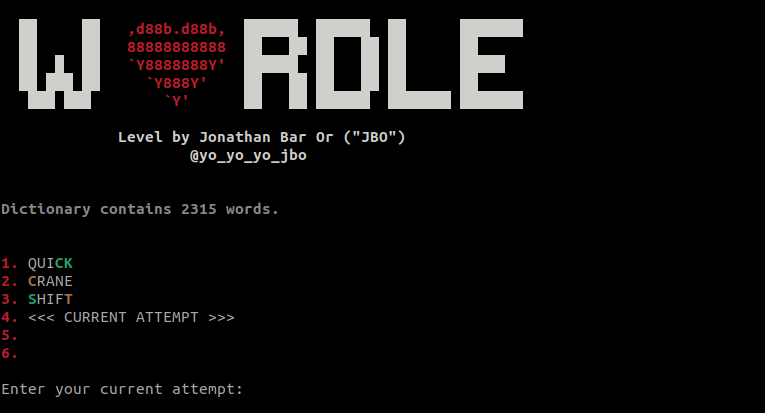 W RDLE
,d88b.d88b,
88888888888
`Y8888888Y'
`Y888Y'
`Y'
Level by Jonathan Bar Or ("JBO")
@yo_yo_yo_jbo
Dictionary contains 2315 words.
1. QUICK
2. CRANE
3. SHIFT
4. <<< CURRENT ATTEMPT >>>
5.
6.
Enter your current attempt: